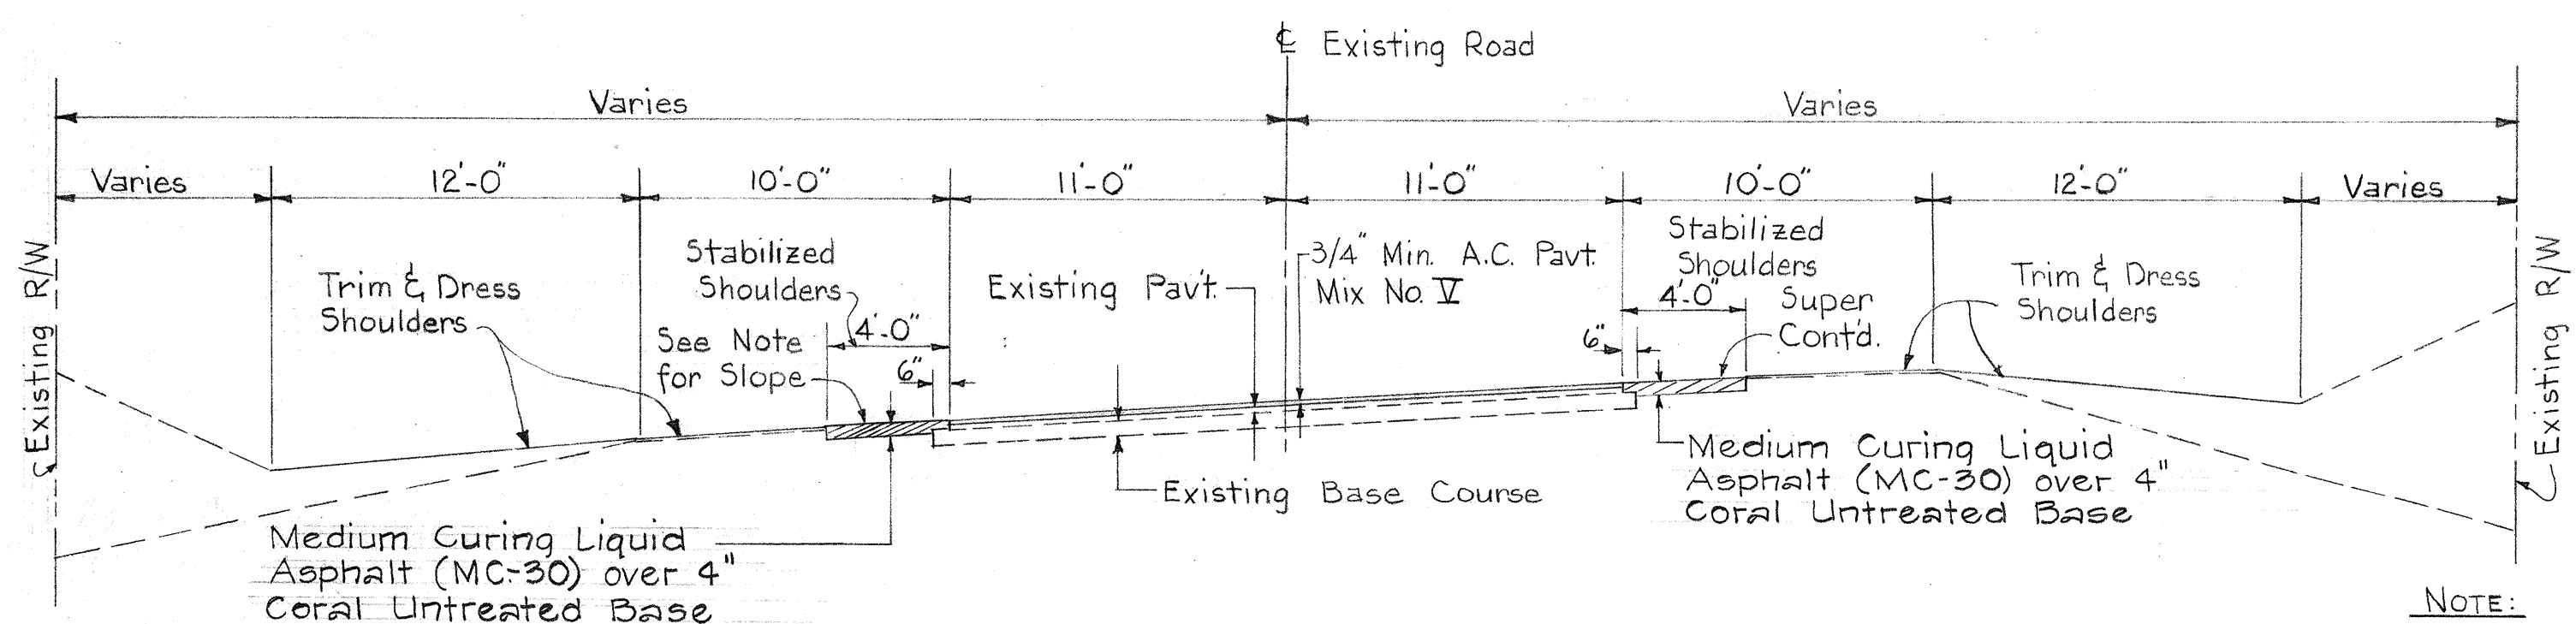 ℄ Existing Road
Varies
Varies
Varies
12'-0"
10'-0"
11'-0"
11'-0"
10'-0"
12'-0"
Varies
Existing R/W
Trim & Dress
Shoulders
Stabilized
Shoulders
4'-0"
See Note
for Slope
6"
Existing Pav't.
3/4" Min. A.C. Pavt.
Mix No. V
Stabilized
Shoulders
4'-0"
Super
Cont'd.
6"
Trim & Dress
Shoulders
Existing R/W
Existing Base Course
Medium Curing Liquid
Asphalt (MC-30) over 4"
Coral Untreated Base
Medium Curing Liquid
Asphalt (MC-30) over 4"
Coral Untreated Base
NOTE: